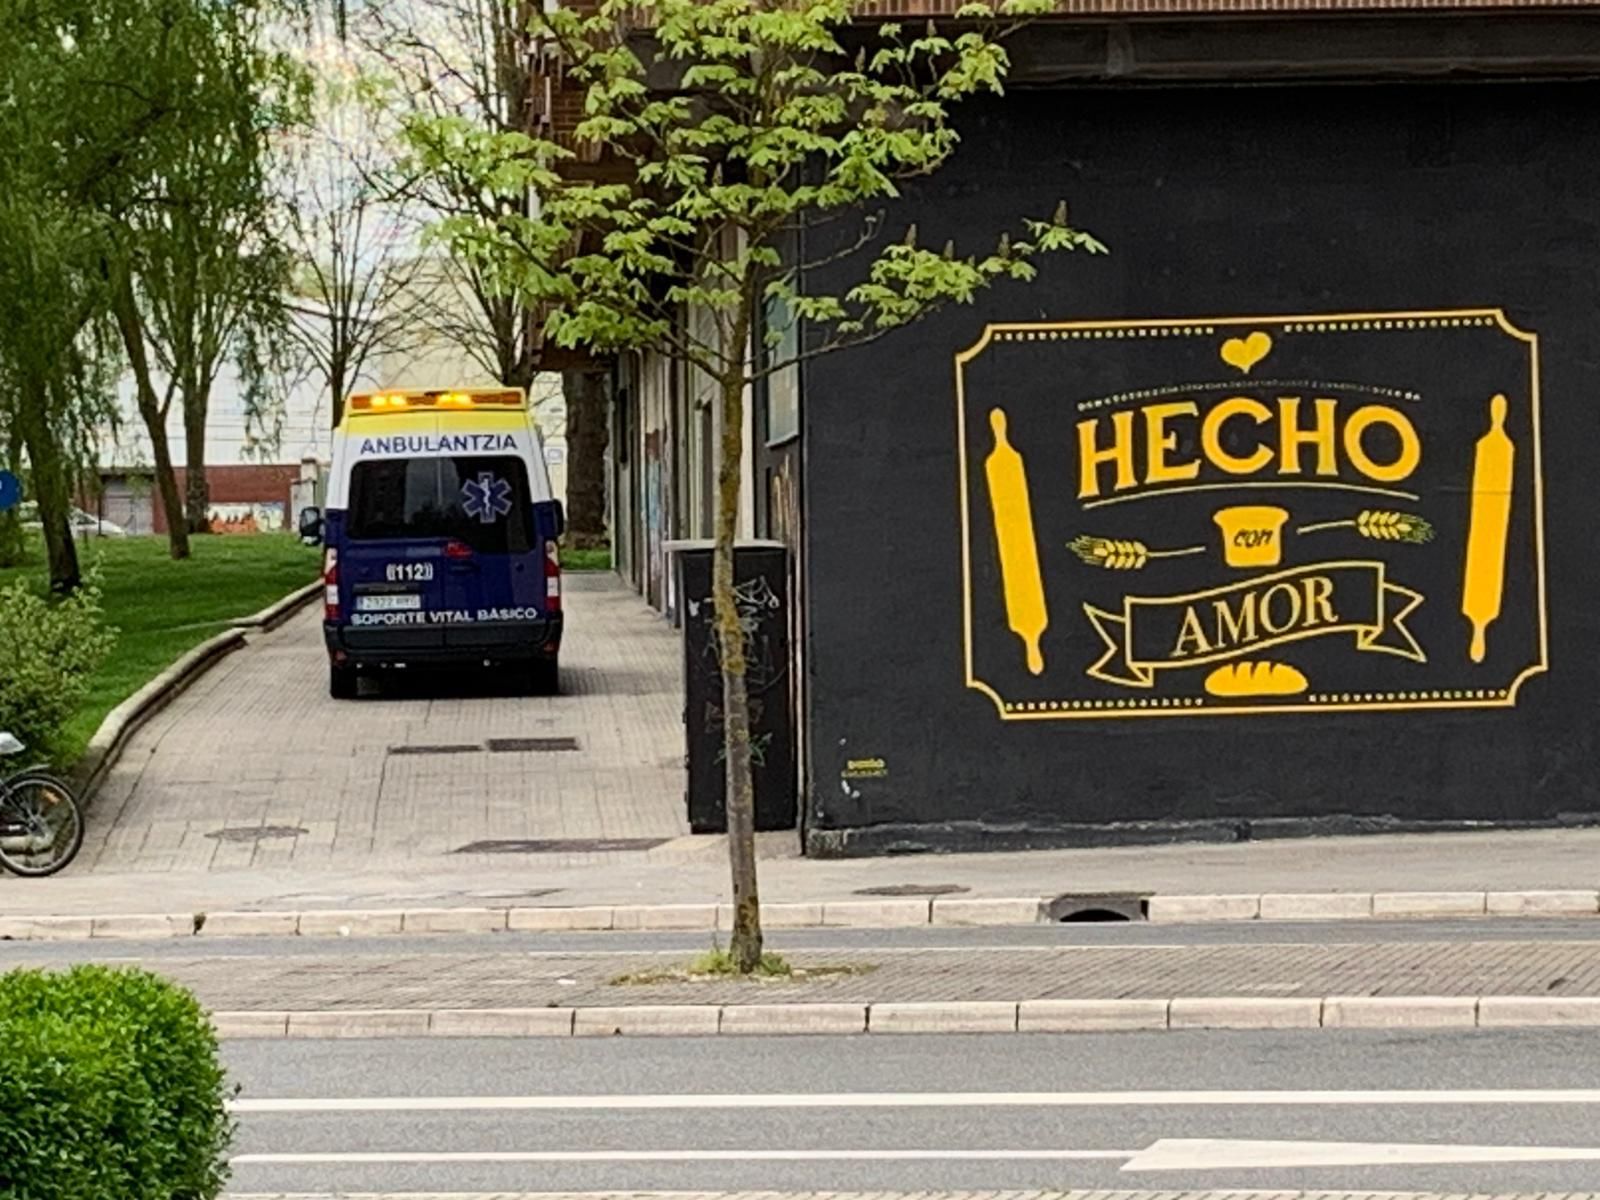 ANBULANTZIA
((112))
SOPORTE VITAL BÁSICO
HECHO
con
AMOR